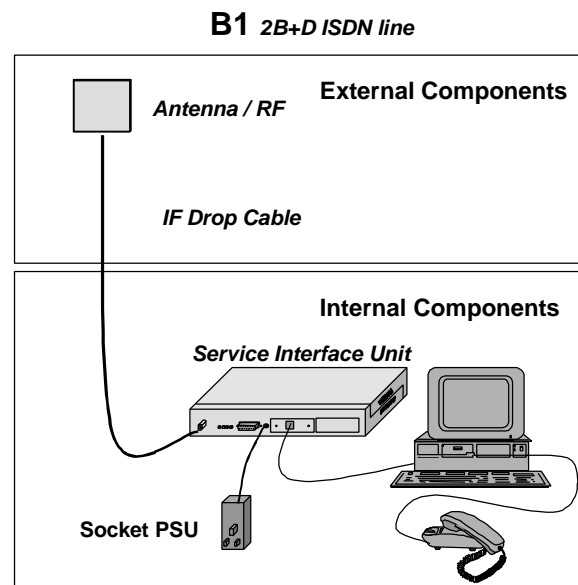 B1 2B+D ISDN line
External Components
Antenna / RF
IF Drop Cable
Internal Components
Service Interface Unit
Socket PSU